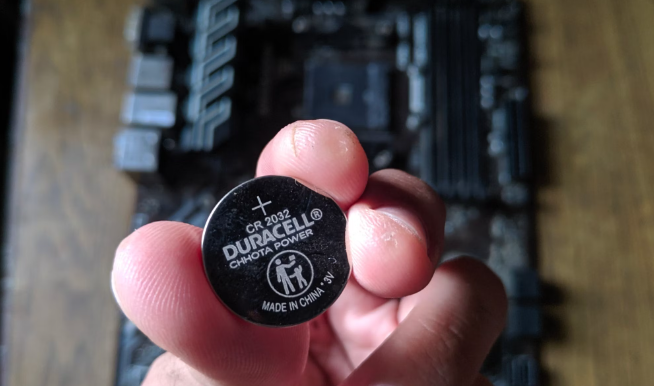 +
CR 2032
DURACELL®
CHHOTA POWER
MADE IN CHINA * 3V